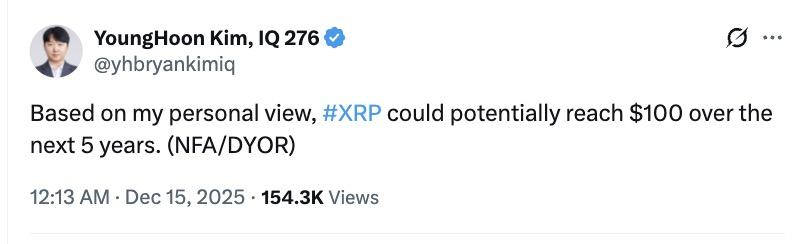 YoungHoon Kim, IQ 276
@yhbryankimiq
Based on my personal view, #XRP could potentially reach $100 over the
next 5 years. (NFA/DYOR)
12:13 AM · Dec 15, 2025 · 154.3K Views